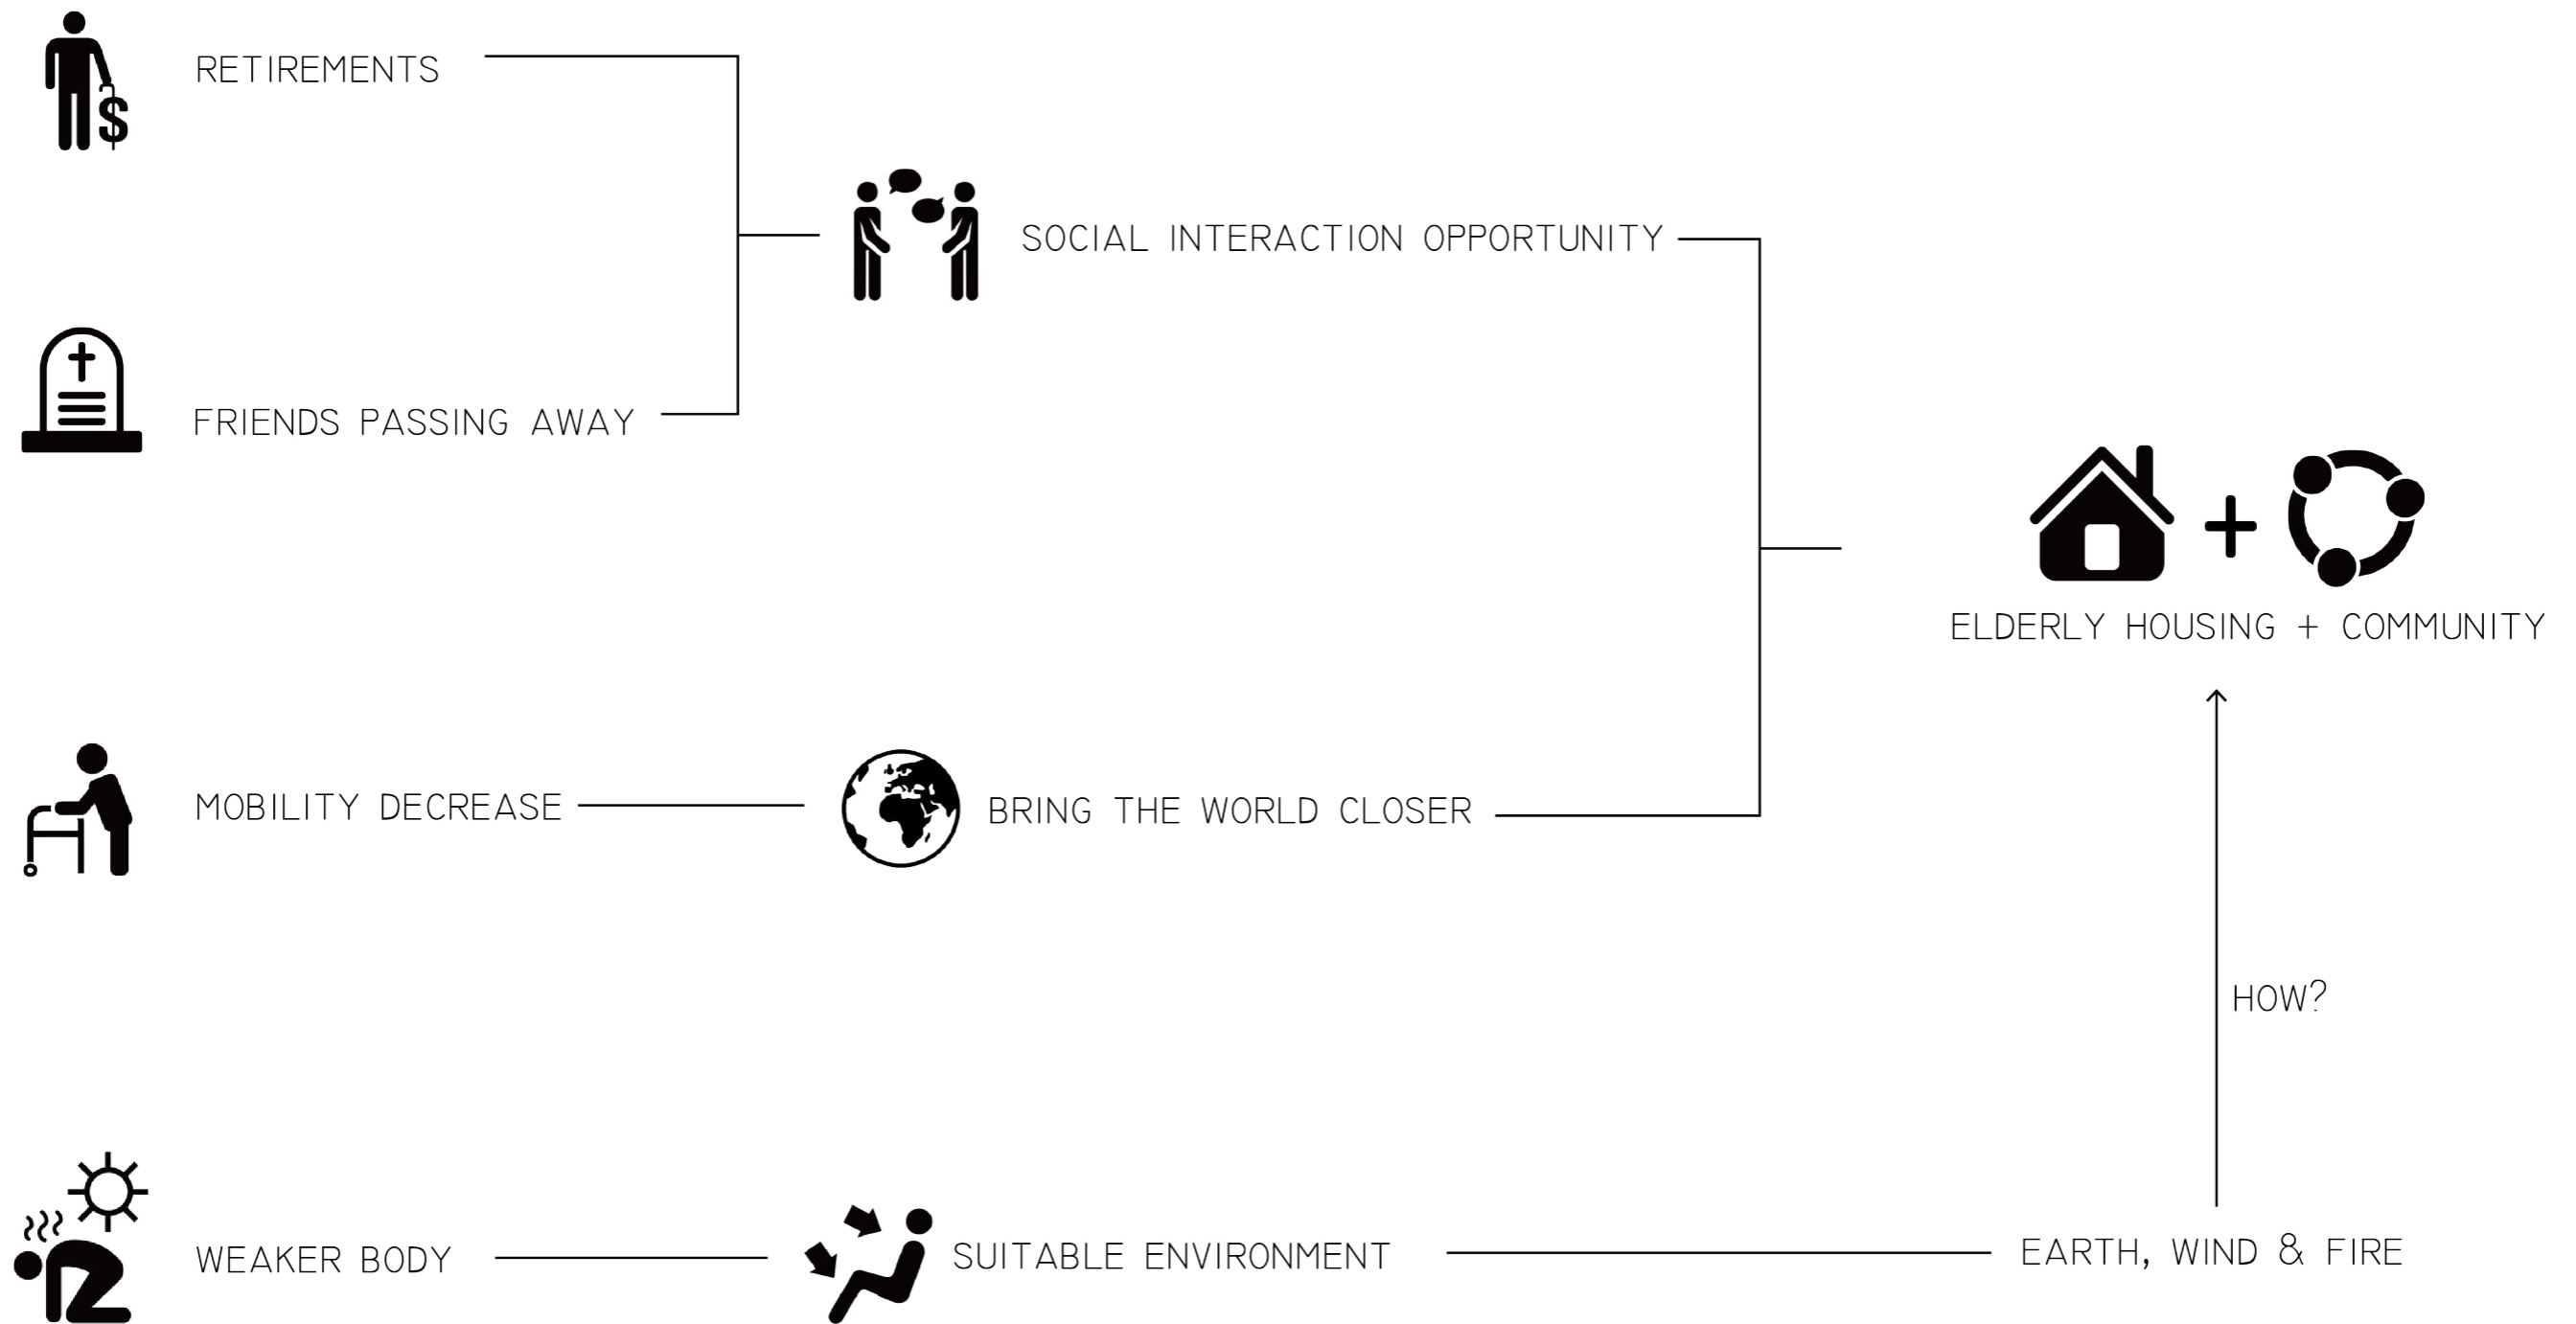 RETIREMENTS
SOCIAL INTERACTION OPPORTUNITY
FRIENDS PASSING AWAY
ELDERLY HOUSING + COMMUNITY
MOBILITY DECREASE
BRING THE WORLD CLOSER
HOW?
WEAKER BODY
SUITABLE ENVIRONMENT
EARTH, WIND & FIRE